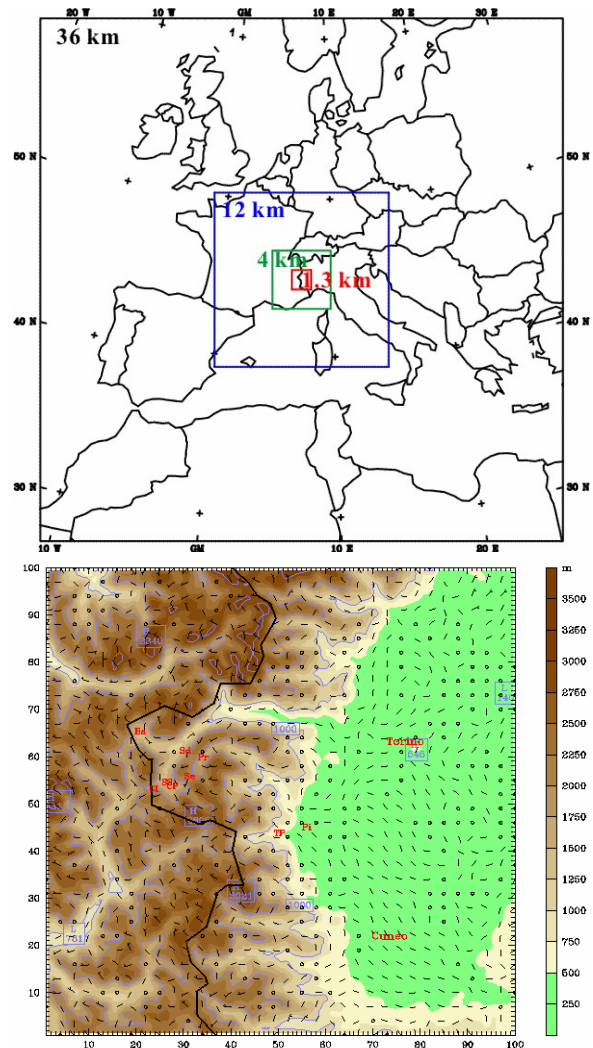 20 W 10 W GM 10 E 20 E 30 E
36 km
1
50 N 50 N
12 km
4 km
1.3 km
40 N 40 N
30 N 30 N
10 W GM 10 E 20 E
100 m
90 3500
3250
80 3000
2750
70 2500
1000
Torino
60 Sd 2250
Pr
Se 2000
50 1750
H
Pi 1500
TP
40 1250
30 1000 1000
L
781 Cuneo
20 750
500
10 250
10 20 30 40 50 60 70 80 90 100